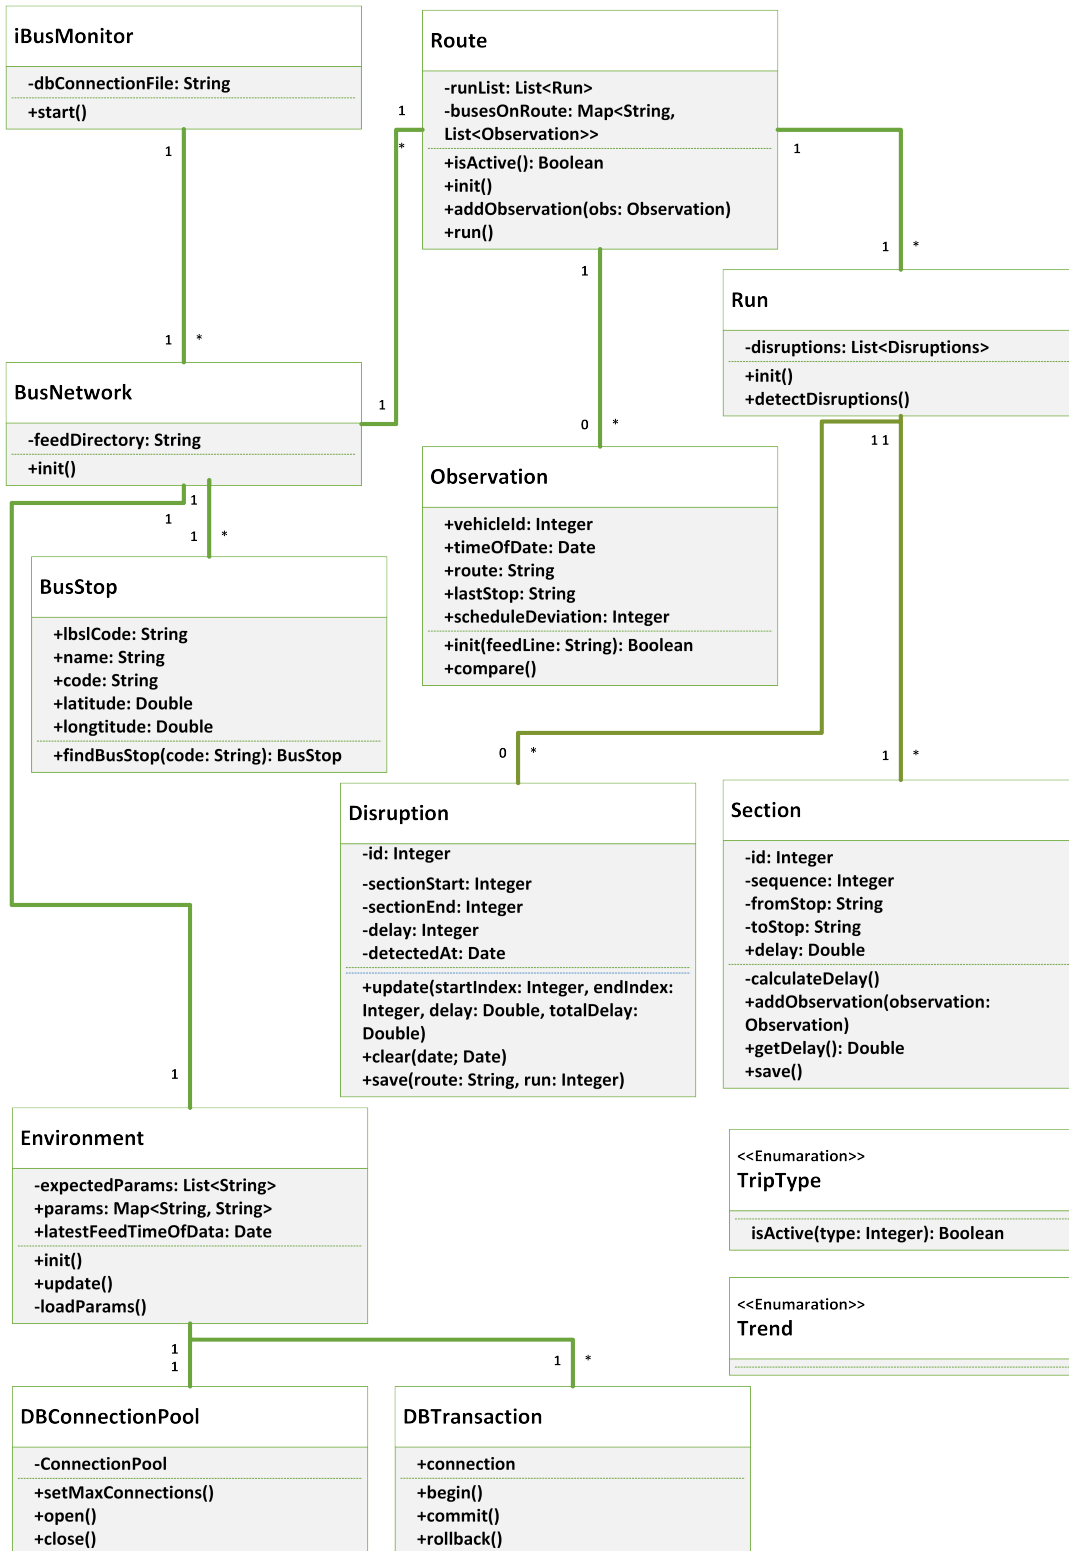 iBusMonitor
-dbConnectionFile: String
+start()
1
1
*
Route
-runList: List<Run>
-busesOnRoute: Map<String,
List<Observation>>
+isActive(): Boolean
+init()
+addObservation(obs: Observation)
+run()
1
*
1
1
1
*
1
0
*
Run
-disruptions: List<Disruptions>
+init()
+detectDisruptions()
1 1
BusNetwork
-feedDirectory: String
+init()
1
1
1
*
Observation
+vehicleId: Integer
+timeOfDate: Date
+route: String
+lastStop: String
+scheduleDeviation: Integer
+init(feedLine: String): Boolean
+compare()
BusStop
+lbslCode: String
+name: String
+code: String
+latitude: Double
+longtitude: Double
+findBusStop(code: String): BusStop
0
*
1
*
Disruption
-id: Integer
-sectionStart: Integer
-sectionEnd: Integer
-delay: Integer
-detectedAt: Date
+update(startIndex: Integer, endIndex:
Integer, delay: Double, totalDelay:
Double)
+clear(date; Date)
+save(route: String, run: Integer)
Section
-id: Integer
-sequence: Integer
-fromStop: String
-toStop: String
+delay: Double
-calculateDelay()
+addObservation(observation:
Observation)
+getDelay(): Double
+save()
1
Environment
-expectedParams: List<String>
+params: Map<String, String>
+latestFeedTimeOfData: Date
+init()
+update()
-loadParams()
<<Enumaration>>
TripType
isActive(type: Integer): Boolean
<<Enumaration>>
Trend
1
1
1
*
DBConnectionPool
-ConnectionPool
+setMaxConnections()
+open()
+close()
DBTransaction
+connection
+begin()
+commit()
+rollback()